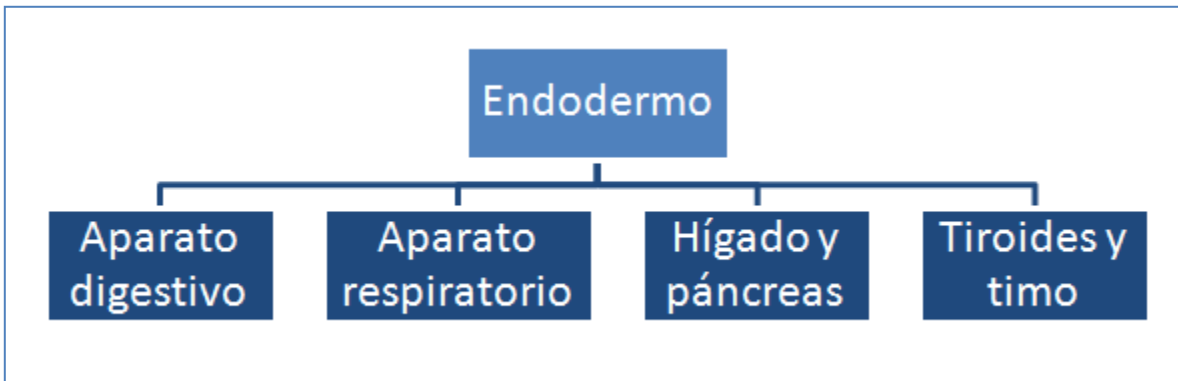 Endodermo
Aparato
digestivo
Aparato
respiratorio
Hígado y
páncreas
Tiroides y
timo